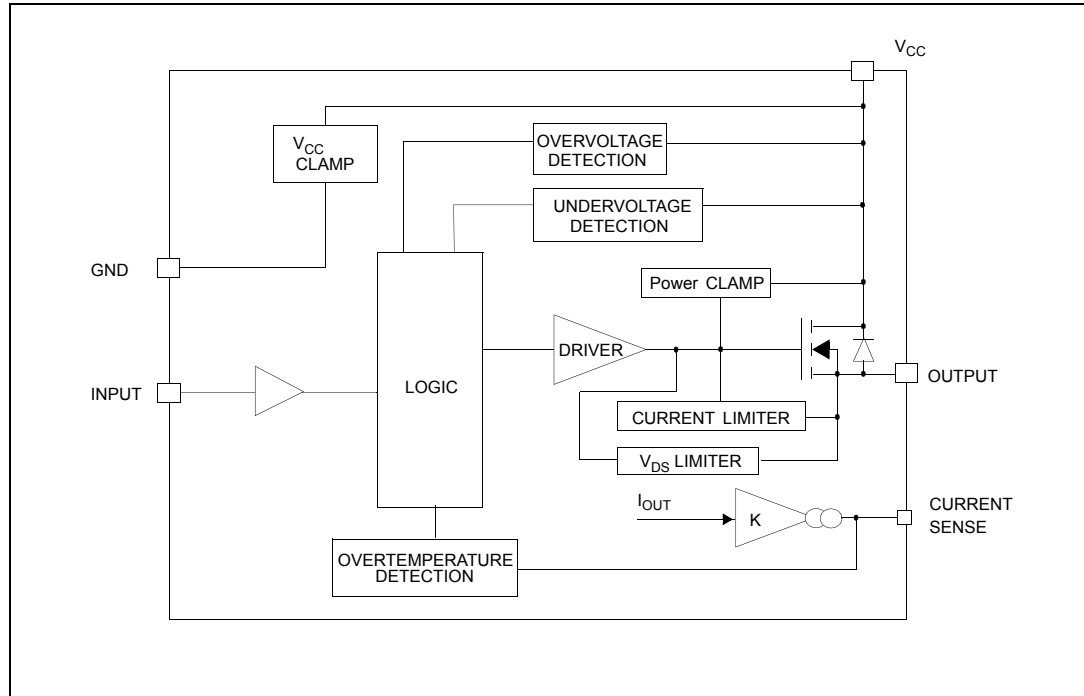 VCC
VCC
CLAMP
OVERVOLTAGE
DETECTION
UNDERVOLTAGE
DETECTION
GND
Power CLAMP
DRIVER
LOGIC
INPUT
OUTPUT
CURRENT LIMITER
VDS LIMITER
IOUT
K
CURRENT
SENSE
OVERTEMPERATURE
DETECTION